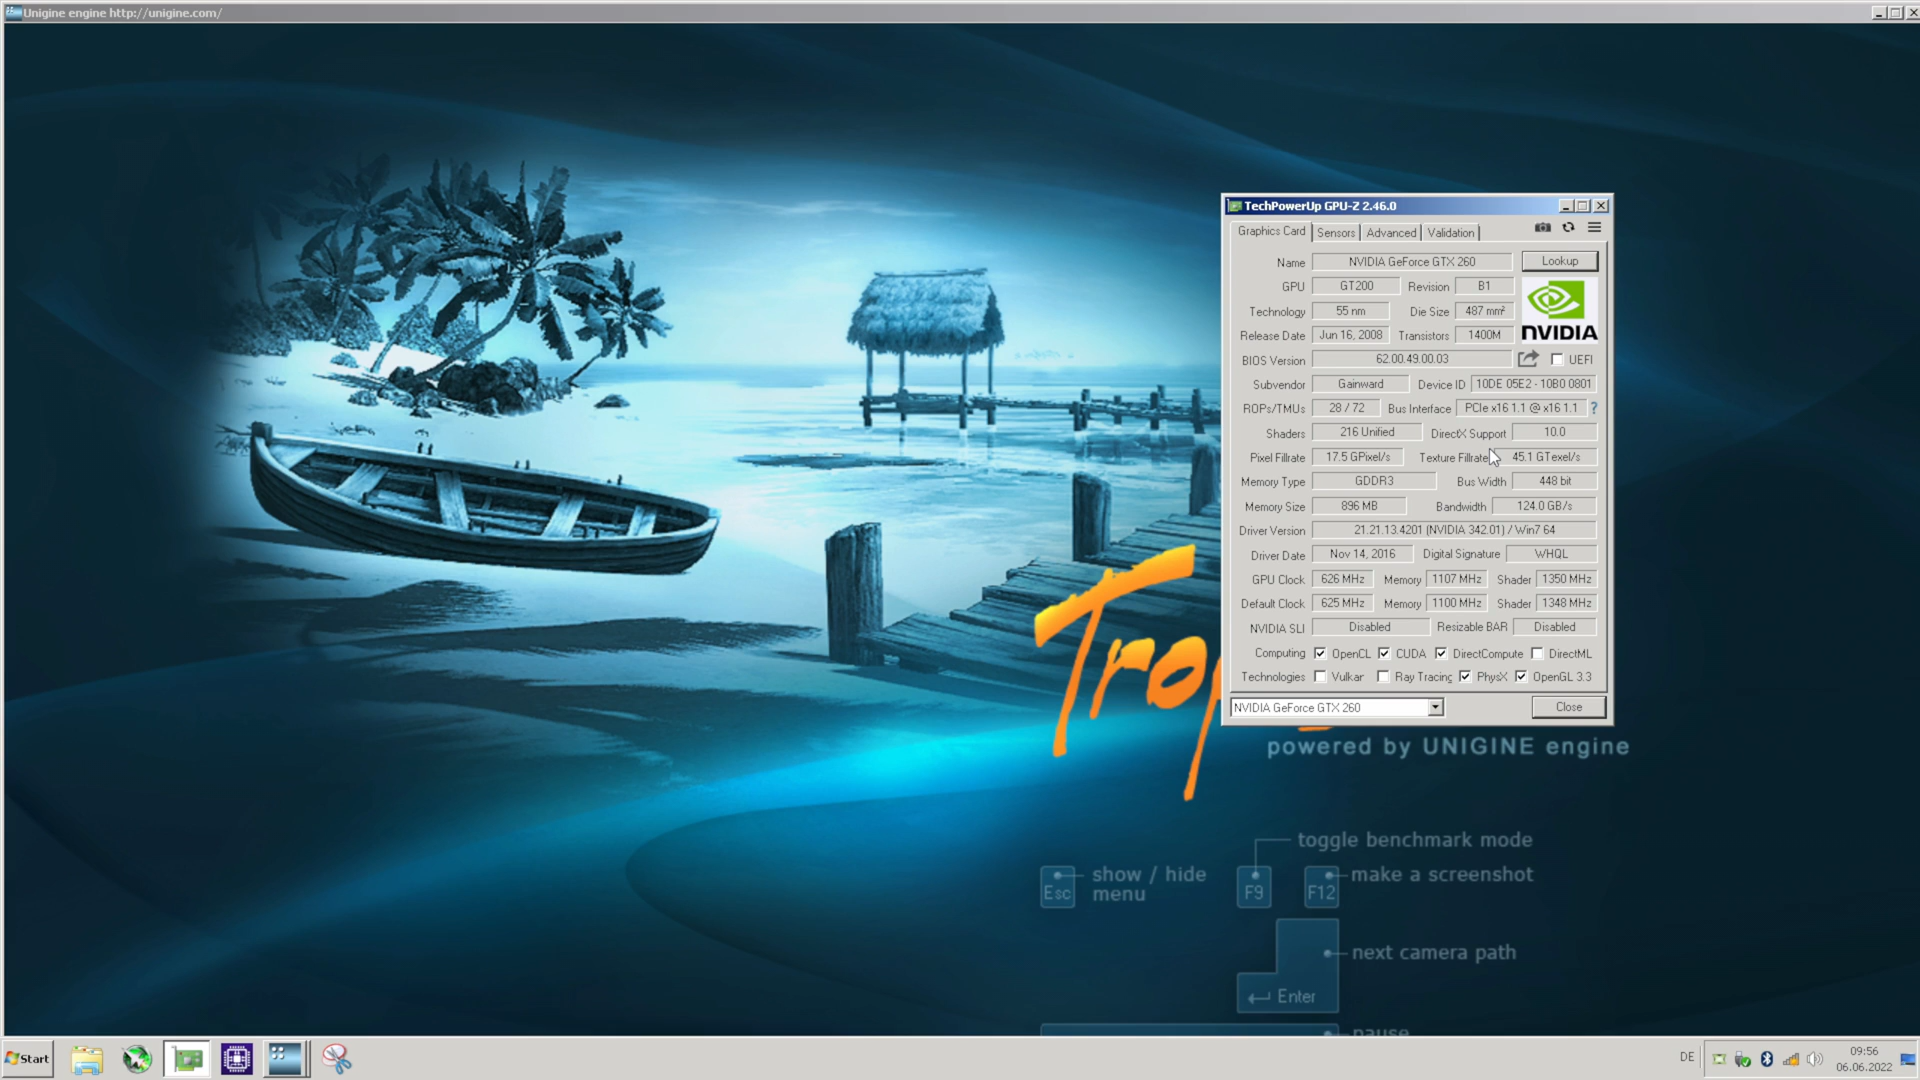 Unigine engine http://unigine.com/
TechPowerUp GPU-Z 2.46.0
Graphics Card Sensors Advanced Validation
Name NVIDIA GeForce GTX 260 Lookup
GPU GT200 Revision B1
Technology 55 nm Die Size 487 mm²
NVIDIA
Release Date Jun 16, 2008 Transistors 1400M
BIOS Version 62.00.49.00.03 UEFI
Subvendor Gainward Device ID 10DE 05E2 - 10B0 0801
ROPs/TMUs 28 / 72 Bus Interface PCIe x16 1.1 @ x16 1.1 ?
Shaders 216 Unified DirectX Support 10.0
Pixel Fillrate 17.5 GPixel/s Texture Fillrate 45.1 GTexel/s
Memory Type GDDR3 Bus Width 448 bit
Memory Size 896 MB Bandwidth 124.0 GB/s
Driver Version 21.21.13.4201 (NVIDIA 342.01) / Win7 64
Driver Date Nov 14, 2016 Digital Signature WHQL
GPU Clock 626 MHz Memory 1107 MHz Shader 1350 MHz
Default Clock 625 MHz Memory 1100 MHz Shader 1348 MHz
NVIDIA SLI Disabled Resizable BAR Disabled
Computing OpenCL CUDA DirectCompute DirectML
Technologies Vulkan Ray Tracing PhysX OpenGL 3.3
NVIDIA GeForce GTX 260 Close
Trop
powered by UNIGINE engine
toggle benchmark mode
Esc show / hide menu F9 F12 make a screenshot
next camera path
Enter
pause
Start DE 09:56
06.06.2022